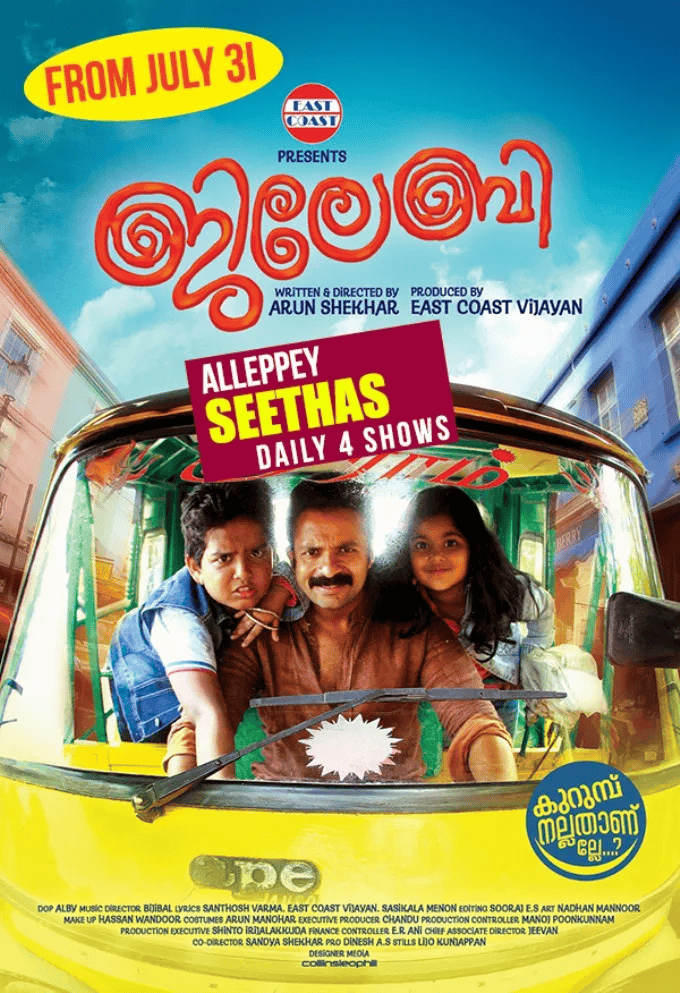 FROM JULY 31
EAST
COAST
PRESENTS
ജിലേബി
WRITTEN & DIRECTED BY
ARUN SHEKHAR
PRODUCED BY
EAST COAST VIJAYAN
ALLEPPEY
SEETHAS
DAILY 4 SHOWS
കുറുമ്പ്
നല്ലതാണ്
ല്ലേ....?
ape
DOP ALBY MUSIC DIRECTOR BIJIBAL LYRICS SANTHOSH VARMA. EAST COAST VIJAYAN. SASIKALA MENON EDITING SOORAJ E.S ART NADHAN MANNOOR
MAKE UP HASSAN WANDOOR COSTUMES ARUN MANOHAR EXECUTIVE PRODUCER CHANDU PRODUCTION CONTROLLER MANOJ POONKUNNAM
PRODUCTION EXECUTIVE SHINTO IRIJALAKKUDA FINANCE CONTROLLER E.R ANI CHIEF ASSOCIATE DIRECTOR JEEVAN
CO-DIRECTOR SANDYA SHEKHAR PRO DINESH A.S STILLS LIJO KUNJAPPAN
DESIGNER MEDIA
collinsleophil